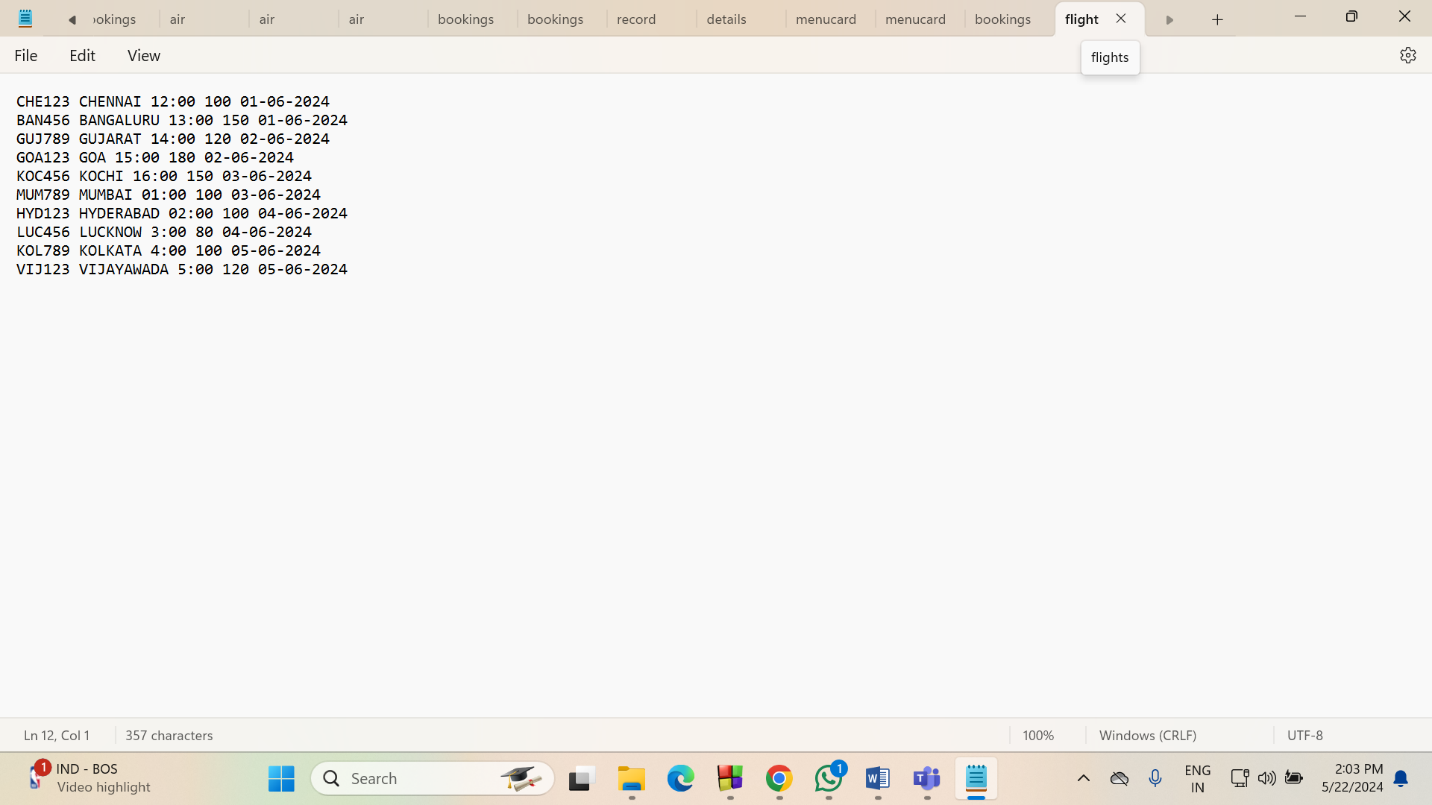 ookings air air air bookings bookings record details menucard menucard bookings flight
File Edit View
flights
CHE123 CHENNAI 12:00 100 01-06-2024
BAN456 BANGALURU 13:00 150 01-06-2024
GUJ789 GUJARAT 14:00 120 02-06-2024
GOA123 GOA 15:00 180 02-06-2024
KOC456 KOCHI 16:00 150 03-06-2024
MUM789 MUMBAI 01:00 100 03-06-2024
HYD123 HYDERABAD 02:00 100 04-06-2024
LUC456 LUCKNOW 3:00 80 04-06-2024
KOL789 KOLKATA 4:00 100 05-06-2024
VIJ123 VIJAYAWADA 5:00 120 05-06-2024
Ln 12, Col 1 357 characters 100% Windows (CRLF) UTF-8
1 IND - BOS
Video highlight
Search
1
ENG
IN
2:03 PM
5/22/2024